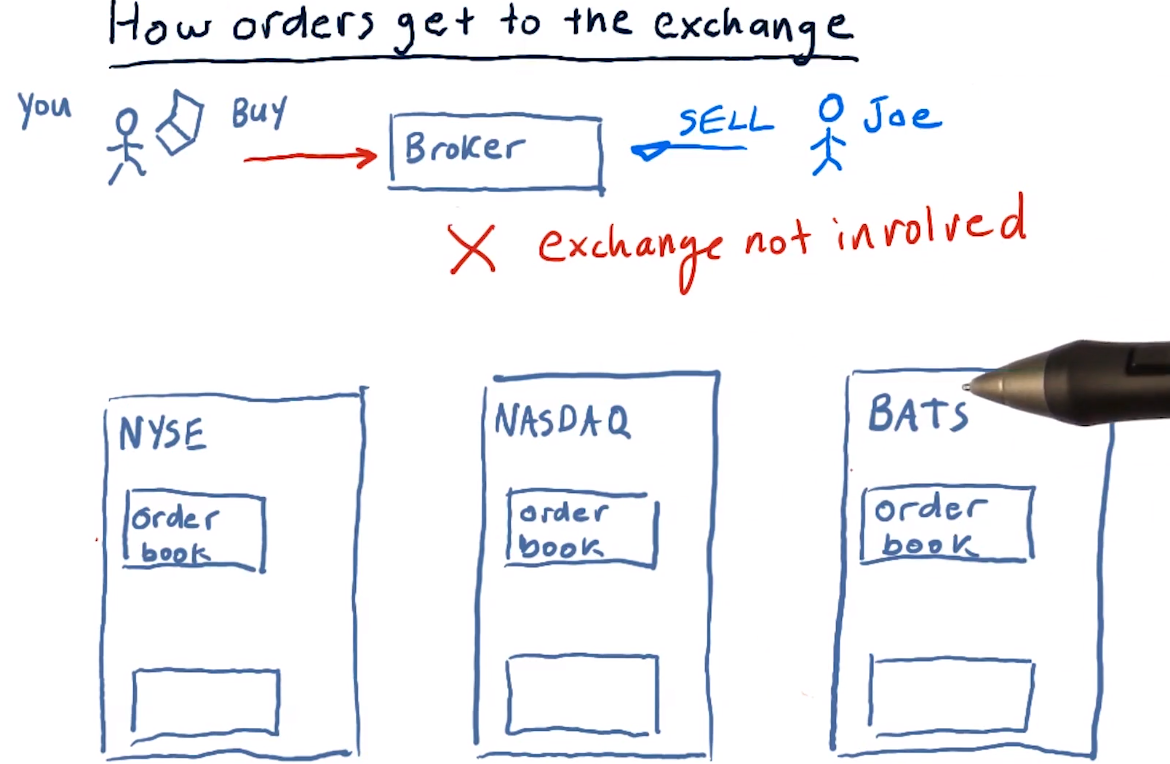 How orders get to the exchange
You
Buy
Broker
SELL
Joe
X exchange not involved
NYSE
NASDAQ
BATS
order
book
order
book
order
book